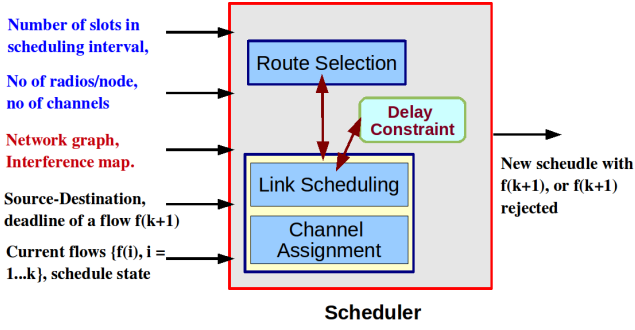 Number of slots in
scheduling interval,
No of radios/node,
no of channels
Network graph,
Interference map.
Source-Destination,
deadline of a flow f(k+1)
Current flows {f(i), i =
1...k}, schedule state
Route Selection
Delay
Constraint
Link Scheduling
Channel
Assignment
New scheudle with
f(k+1), or f(k+1)
rejected
Scheduler